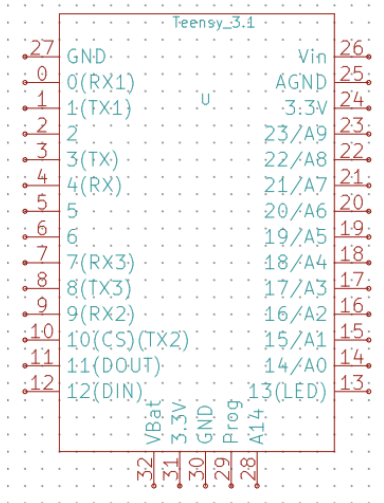 Teensy_3.1
27 GND Vin 26
0 0(RX1) AGND 25
U
1 1(TX1) 3.3V 24
2 2 23/A9 23
3 3(TX) 22/A8 22
4 4(RX) 21/A7 21
5 5 20/A6 20
6 6 19/A5 19
7 7(RX3) 18/A4 18
8 8(TX3) 17/A3 17
9 9(RX2) 16/A2 16
10 10(CS)(TX2) 15/A1 15
11 11(DOUT) 14/A0 14
12 12(DIN) 13(LED) 13
VBat 3.3V GND Prog A14
32 31 30 29 28